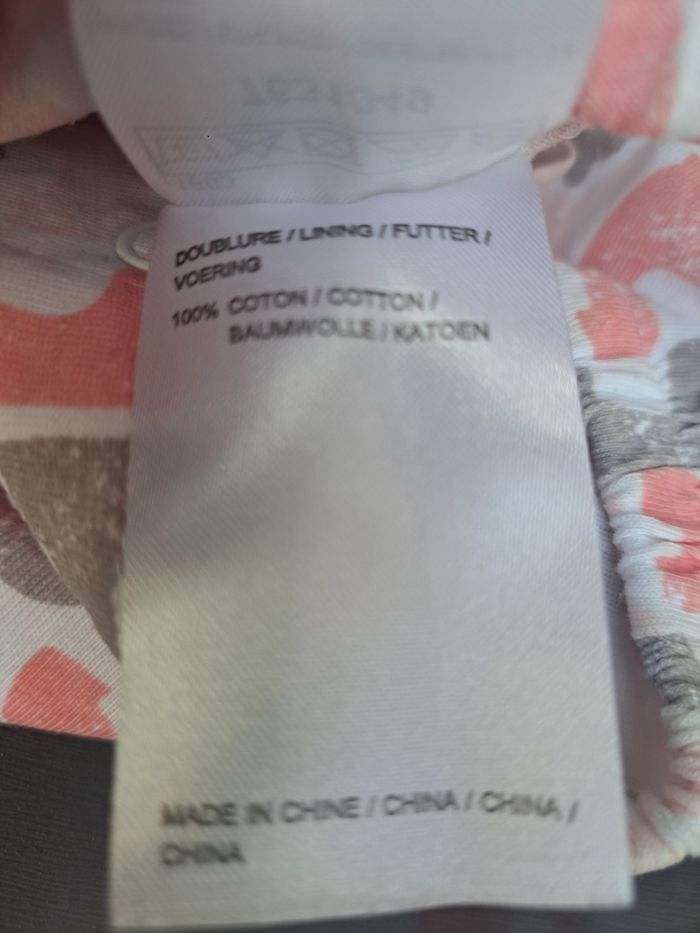 DOUBLURE / LINING / FUTTER /
VOERING
100% COTON / COTTON /
BAUMWOLLE / KATOEN
MADE IN CHINE / CHINA / CHINA /
CHINA